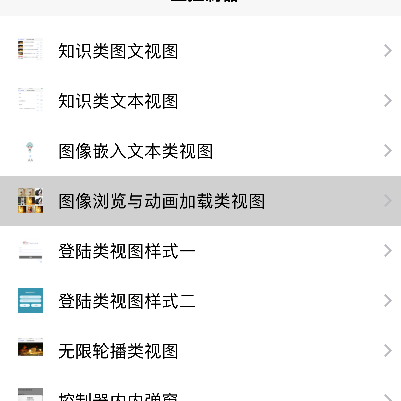 知识类图文视图
知识类文本视图
图像嵌入文本类视图
图像浏览与动画加载类视图
登陆类视图样式一
登陆类视图样式二
无限轮播类视图